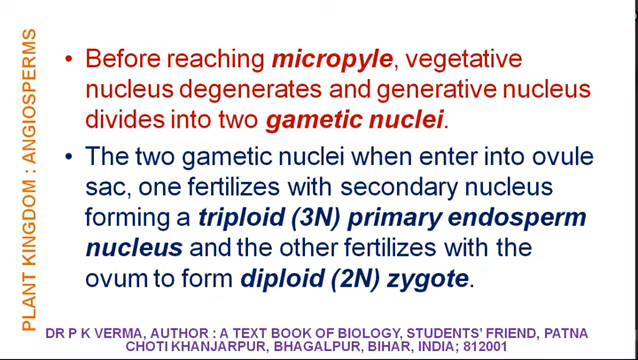 PLANT KINGDOM : ANGIOSPERMS
• Before reaching micropyle, vegetative
nucleus degenerates and generative nucleus
divides into two gametic nuclei.
• The two gametic nuclei when enter into ovule
sac, one fertilizes with secondary nucleus
forming a triploid (3N) primary endosperm
nucleus and the other fertilizes with the
ovum to form diploid (2N) zygote.
DR P K VERMA, AUTHOR : A TEXT BOOK OF BIOLOGY, STUDENTS' FRIEND, PATNA
CHOTI KHANJARPUR, BHAGALPUR, BIHAR, INDIA; 812001